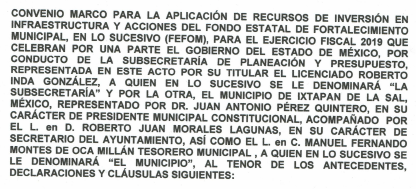 CONVENIO MARCO PARA LA APLICACIÓN DE RECURSOS DE INVERSIÓN EN
INFRAESTRUCTURA Y ACCIONES DEL FONDO ESTATAL DE FORTALECIMIENTO
MUNICIPAL, EN LO SUCESIVO (FEFOM), PARA EL EJERCICIO FISCAL 2019 QUE
CELEBRAN POR UNA PARTE EL GOBIERNO DEL ESTADO DE MÉXICO, POR
CONDUCTO DE LA SUBSECRETARÍA DE PLANEACIÓN Y PRESUPUESTO,
REPRESENTADA EN ESTE ACTO POR SU TITULAR EL LICENCIADO ROBERTO
INDA GONZÁLEZ, A QUIEN EN LO SUCESIVO SE LE DENOMINARÁ “LA
SUBSECRETARÍA” Y POR LA OTRA, EL MUNICIPIO DE IXTAPAN DE LA SAL,
MÉXICO, REPRESENTADO POR DR. JUAN ANTONIO PÉREZ QUINTERO, EN SU
CARÁCTER DE PRESIDENTE MUNICIPAL CONSTITUCIONAL, ACOMPAÑADO POR
EL L. en D. ROBERTO JUAN MORALES LAGUNAS, EN SU CARÁCTER DE
SECRETARIO DEL AYUNTAMIENTO, ASÍ COMO EL L. en C. MANUEL FERNANDO
MONTES DE OCA MILLÁN TESORERO MUNICIPAL , A QUIEN EN LO SUCESIVO SE
LE DENOMINARÁ “EL MUNICIPIO”, AL TENOR DE LOS ANTECEDENTES,
DECLARACIONES Y CLÁUSULAS SIGUIENTES: